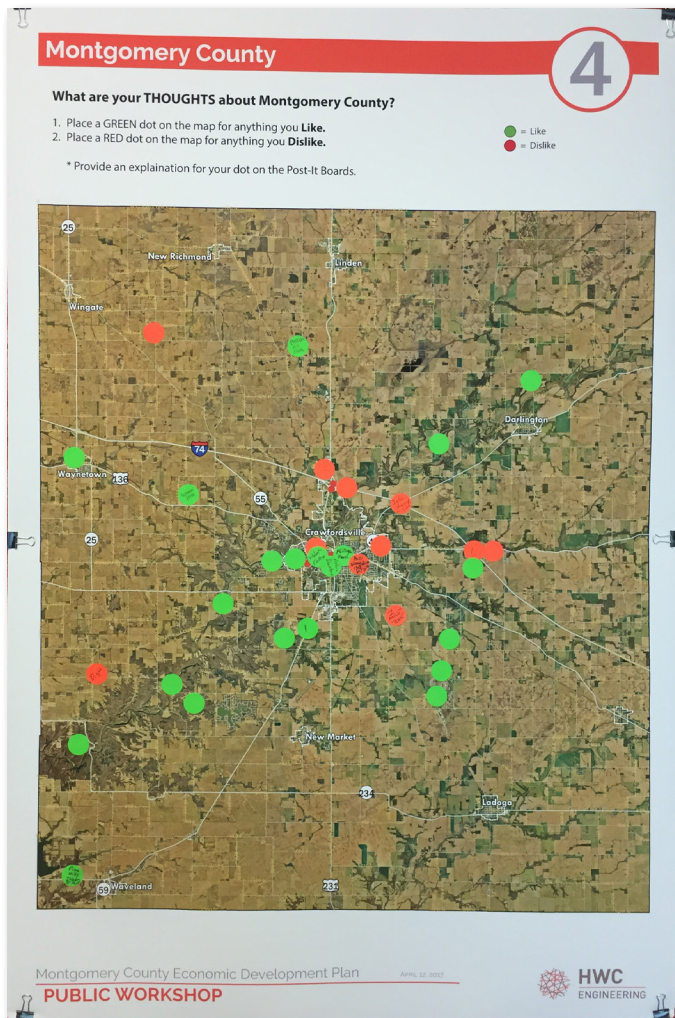 Montgomery County
4
What are your THOUGHTS about Montgomery County?
1. Place a GREEN dot on the map for anything you Like.
2. Place a RED dot on the map for anything you Dislike.
* Provide an explaination for your dot on the Post-It Boards.
= Like
= Dislike
25
New Richmond
Linden
Wingate
Darlington
74
Waynetown
136
55
25
Crawfordsville
New Market
234
Ladoga
59
Waveland
231
Montgomery County Economic Development Plan
APRIL 12, 2017
PUBLIC WORKSHOP
HWC
ENGINEERING